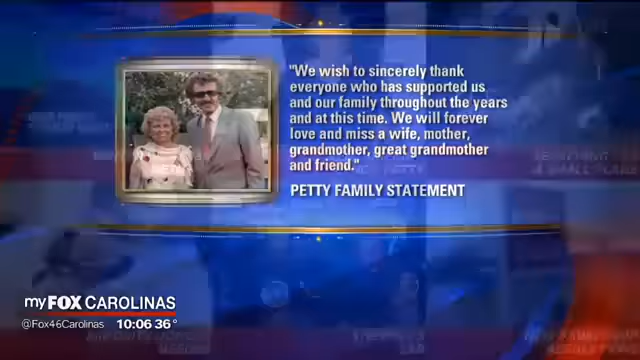 "We wish to sincerely thank
everyone who has supported us
and our family throughout the years
and at this time. We will forever
love and miss a wife, mother,
grandmother, great grandmother
and friend."
PETTY FAMILY STATEMENT
myFOX CAROLINAS
@Fox46Carolinas 10:06 36°